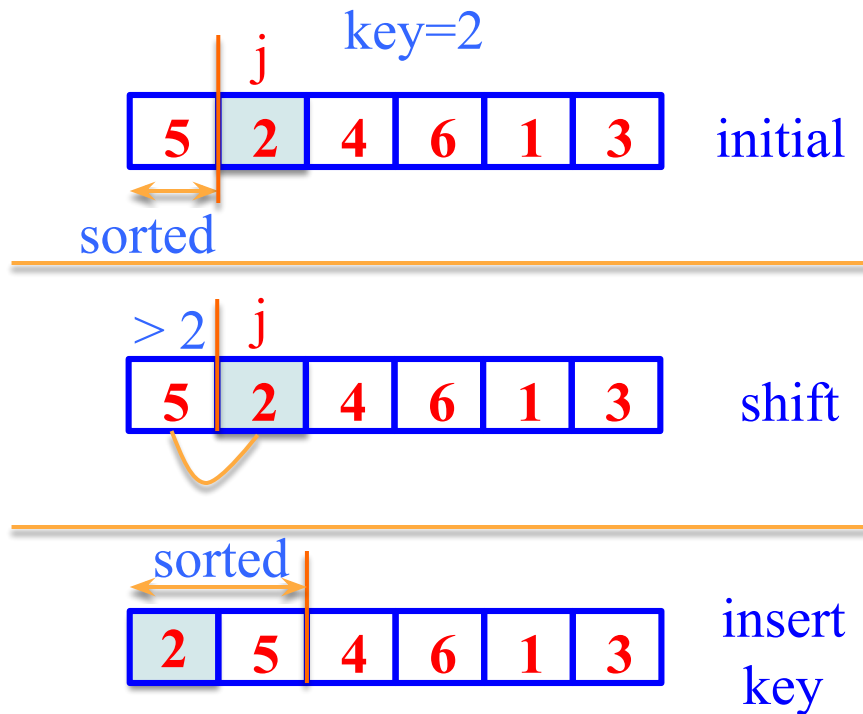 key=2
j
5 2 4 6 1 3 initial
sorted
> 2 j
5 2 4 6 1 3 shift
sorted
2 5 4 6 1 3 insert
key